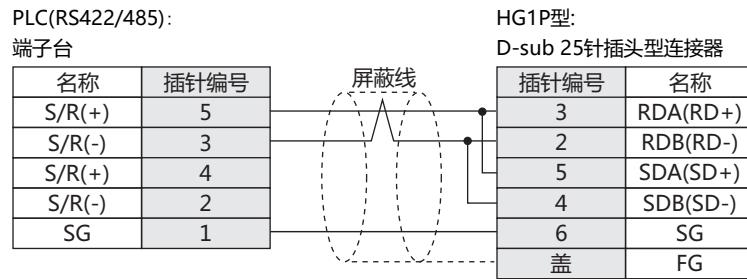 PLC(RS422/485):
端子台
HG1P型:
D-sub 25针插头型连接器
名称 插针编号 屏蔽线 插针编号 名称
S/R(+) 5 3 RDA(RD+)
S/R(-) 3 2 RDB(RD-)
S/R(+) 4 5 SDA(SD+)
S/R(-) 2 4 SDB(SD-)
SG 1 6 SG
盖 FG